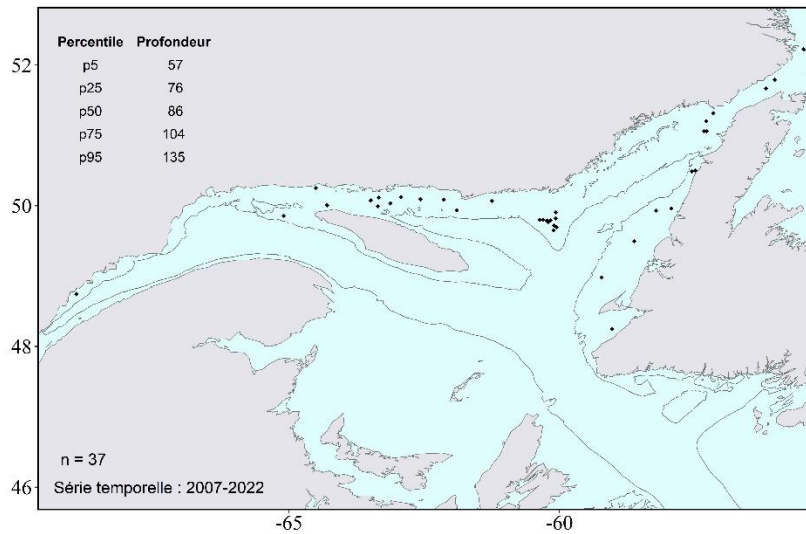 Percentile Profondeur
p5 57
p25 76
p50 86
p75 104
p95 135
52
50
48
46
n = 37
Série temporelle : 2007-2022
-65 -60